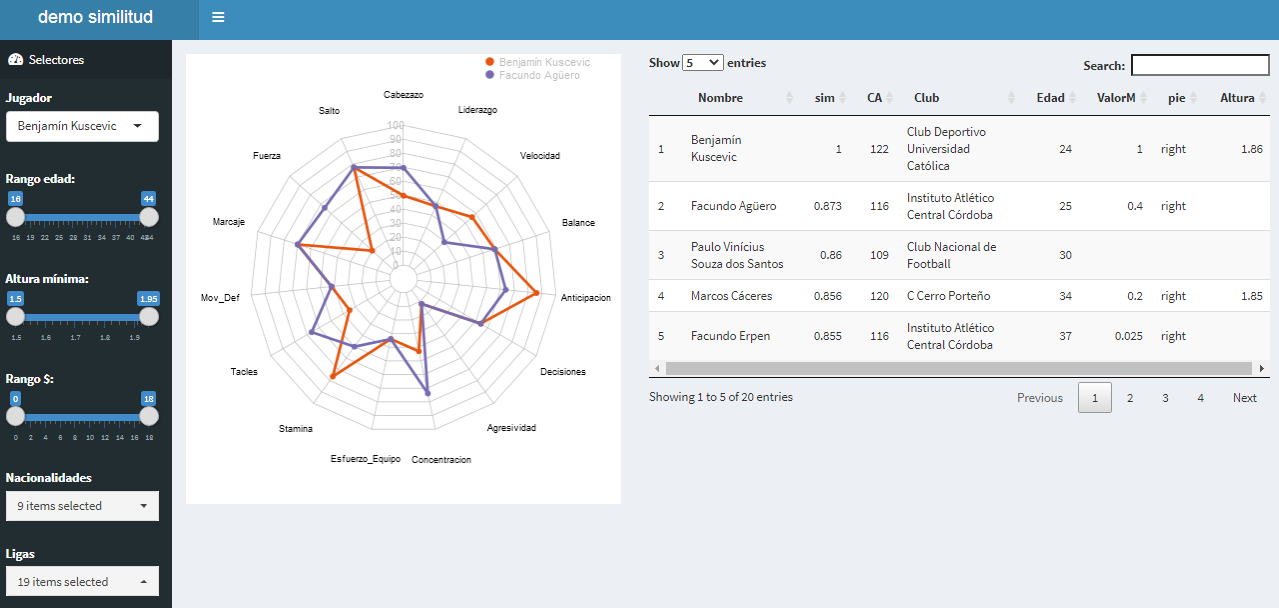 demo similitud
Selectores
Jugador
Benjamín Kuscevic
Rango edad:
16 44
16 19 22 25 28 31 34 37 40 43 44
Altura mínima:
1.5 1.95
1.5 1.6 1.7 1.8 1.9
Rango $:
0 18
0 2 4 6 8 10 12 14 16 18
Nacionalidades
9 items selected
Ligas
19 items selected
Benjamín Kuscevic
Facundo Agüero
Cabezazo
Liderazgo
Velocidad
Balance
Anticipacion
Decisiones
Agresividad
Concentracion
Esfuerzo_Equipo
Stamina
Tacles
Mov_Def
Marcaje
Fuerza
Salto
100
90
80
70
60
50
40
30
20
10
0
Show 5 entries
Search:
Nombre sim CA Club Edad ValorM pie Altura
1 Benjamín Kuscevic 1 122 Club Deportivo Universidad Católica 24 1 right 1.86
2 Facundo Agüero 0.873 116 Instituto Atlético Central Córdoba 25 0.4 right
3 Paulo Vinícius Souza dos Santos 0.86 109 Club Nacional de Football 30
4 Marcos Cáceres 0.856 120 C Cerro Porteño 34 0.2 right 1.85
5 Facundo Erpen 0.855 116 Instituto Atlético Central Córdoba 37 0.025 right
Showing 1 to 5 of 20 entries
Previous 1 2 3 4 Next